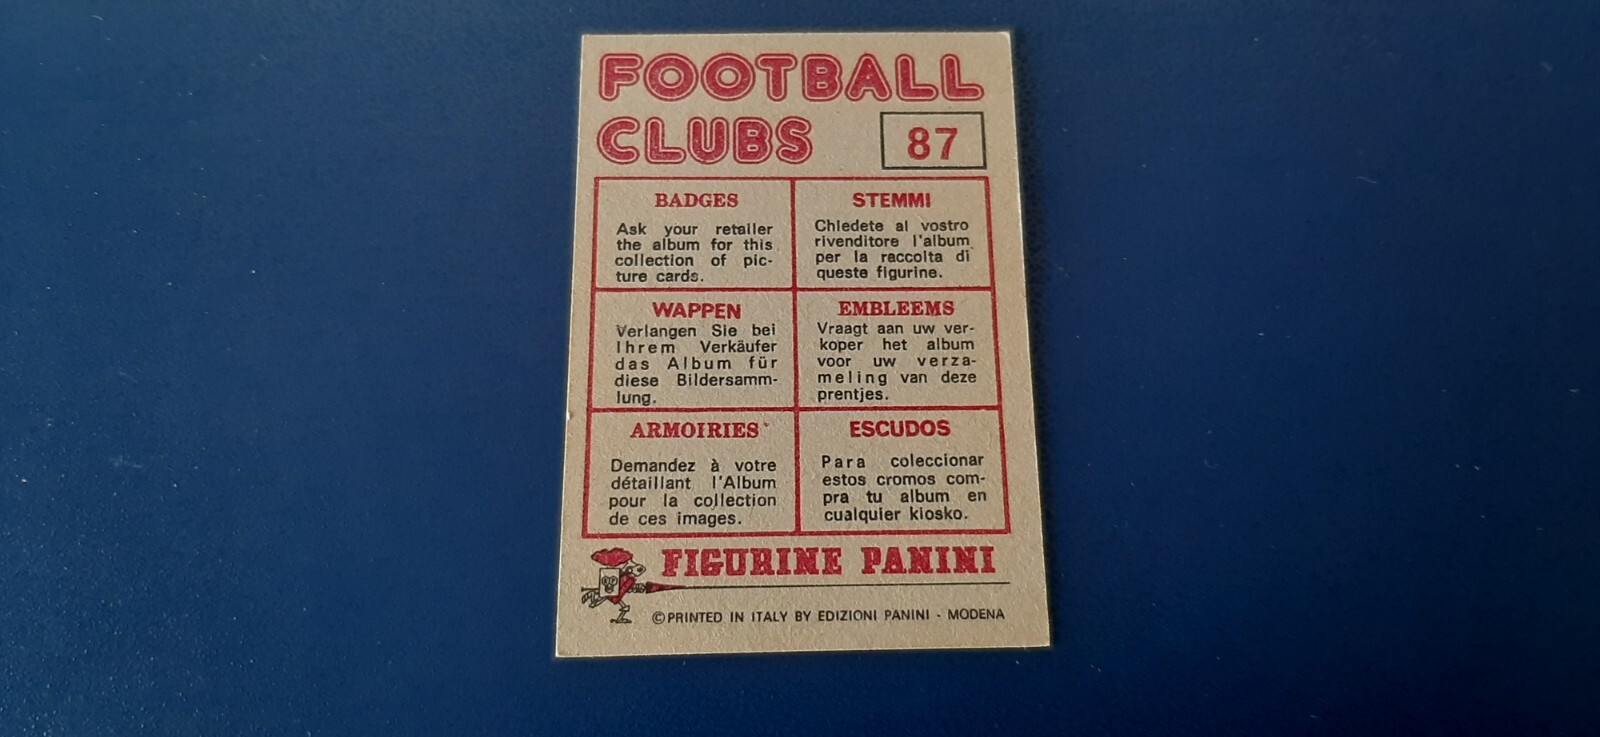 FOOTBALL
CLUBS
87
BADGES
Ask your retailer
the album for this
collection of pic-
ture cards.
STEMMI
Chiedete al vostro
rivenditore l'album
per la raccolta di
queste figurine.
WAPPEN
Verlangen Sie bei
Ihrem Verkäufer
das Album für
diese Bildersamm-
lung.
EMBLEEMS
Vraagt aan uw ver-
koper het album
voor uw verza-
meling van deze
prentjes.
ARMOIRIES
Demandez à votre
détaillant l'Album
pour la collection
de ces images.
ESCUDOS
Para coleccionar
estos cromos com-
pra tu album en
cualquier kiosko.
FIGURINE PANINI
© PRINTED IN ITALY BY EDIZIONI PANINI - MODENA